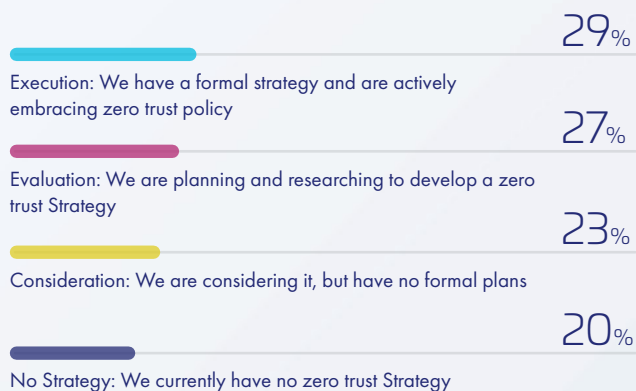 29%
Execution: We have a formal strategy and are actively
embracing zero trust policy
27%
Evaluation: We are planning and researching to develop a zero
trust Strategy
23%
Consideration: We are considering it, but have no formal plans
20%
No Strategy: We currently have no zero trust Strategy